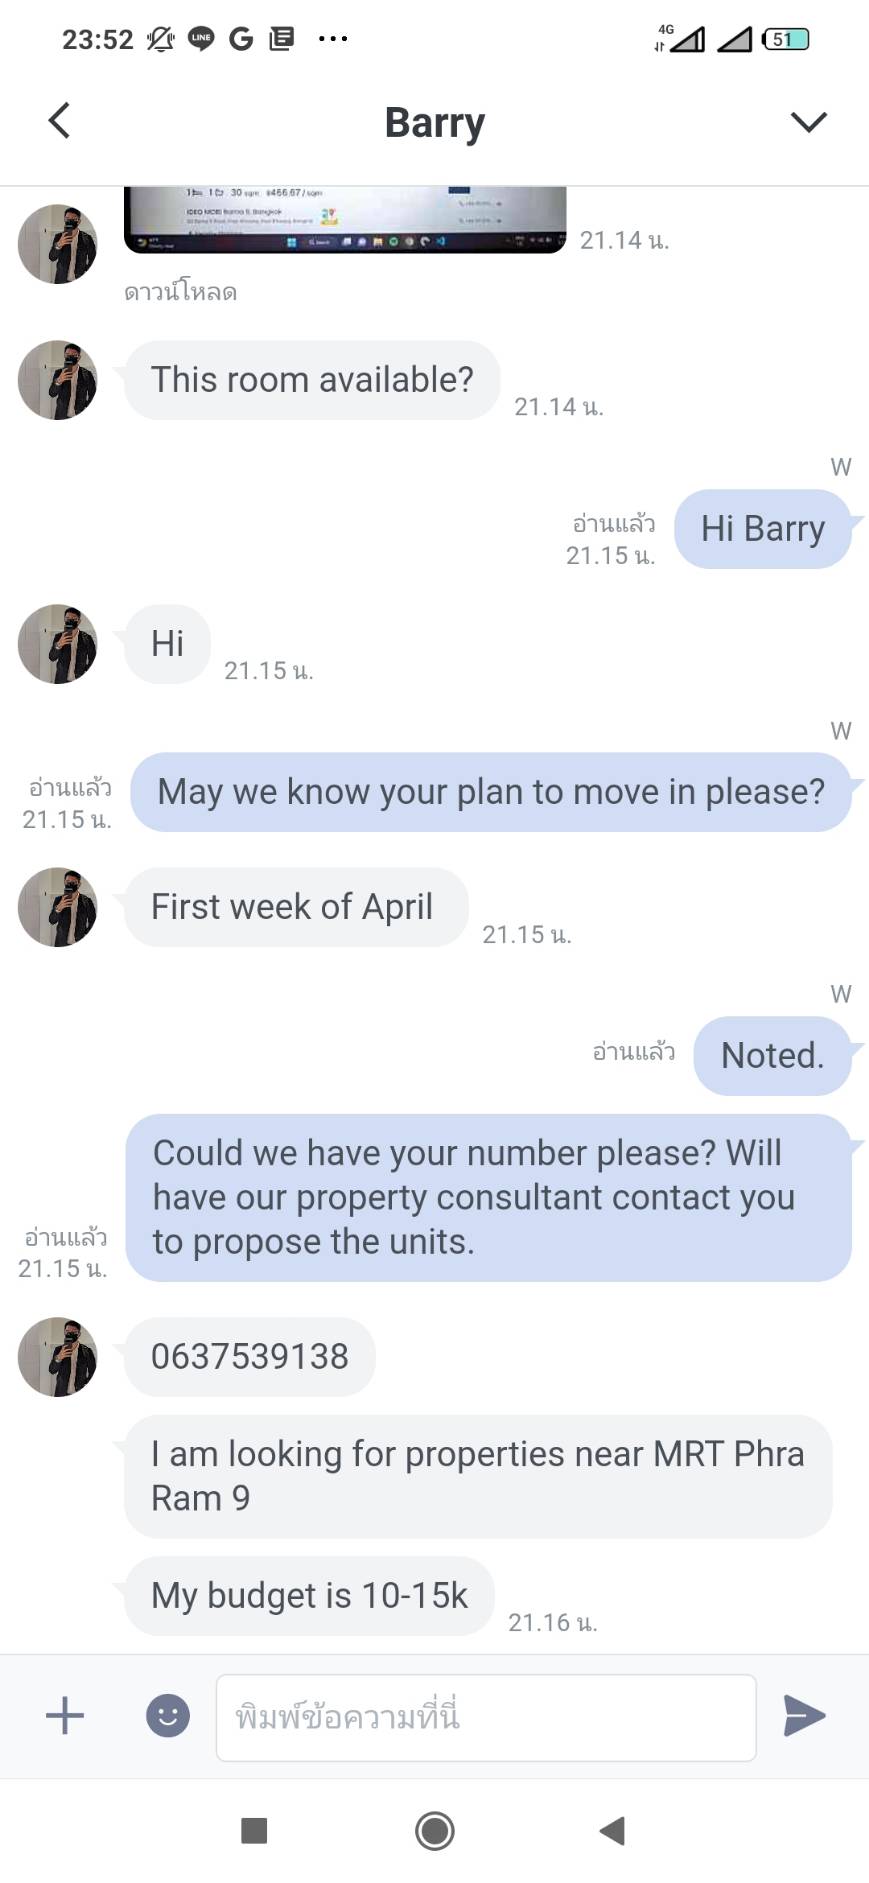 23:52
LINE
G
4G
51
Barry
30 sqm ฿466.67 / sqm
IDEO MOBI Rama 9, Bangkok
21.14 น.
ดาวน์โหลด
This room available?
21.14 น.
W
อ่านแล้ว
21.15 น.
Hi Barry
Hi
21.15 น.
W
อ่านแล้ว
21.15 น.
May we know your plan to move in please?
First week of April
21.15 น.
W
อ่านแล้ว
Noted.
Could we have your number please? Will
have our property consultant contact you
to propose the units.
อ่านแล้ว
21.15 น.
0637539138
I am looking for properties near MRT Phra
Ram 9
My budget is 10-15k
21.16 น.
พิมพ์ข้อความที่นี่